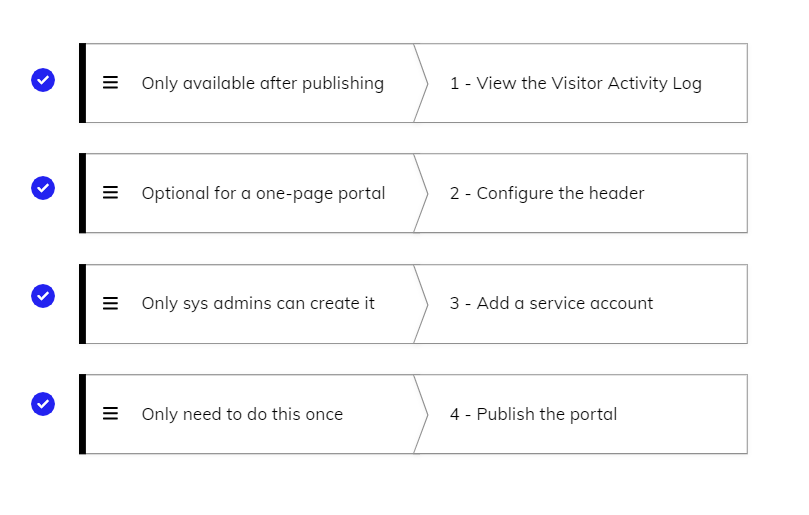 Only available after publishing
1 - View the Visitor Activity Log
Optional for a one-page portal
2 - Configure the header
Only sys admins can create it
3 - Add a service account
Only need to do this once
4 - Publish the portal